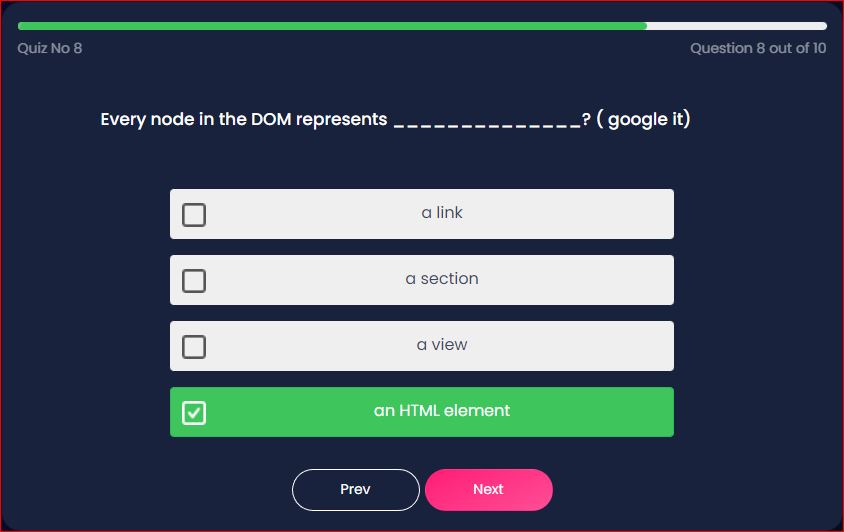 Quiz No 8
Question 8 out of 10
Every node in the DOM represents ______________? ( google it)
a link
a section
a view
an HTML element
Prev
Next